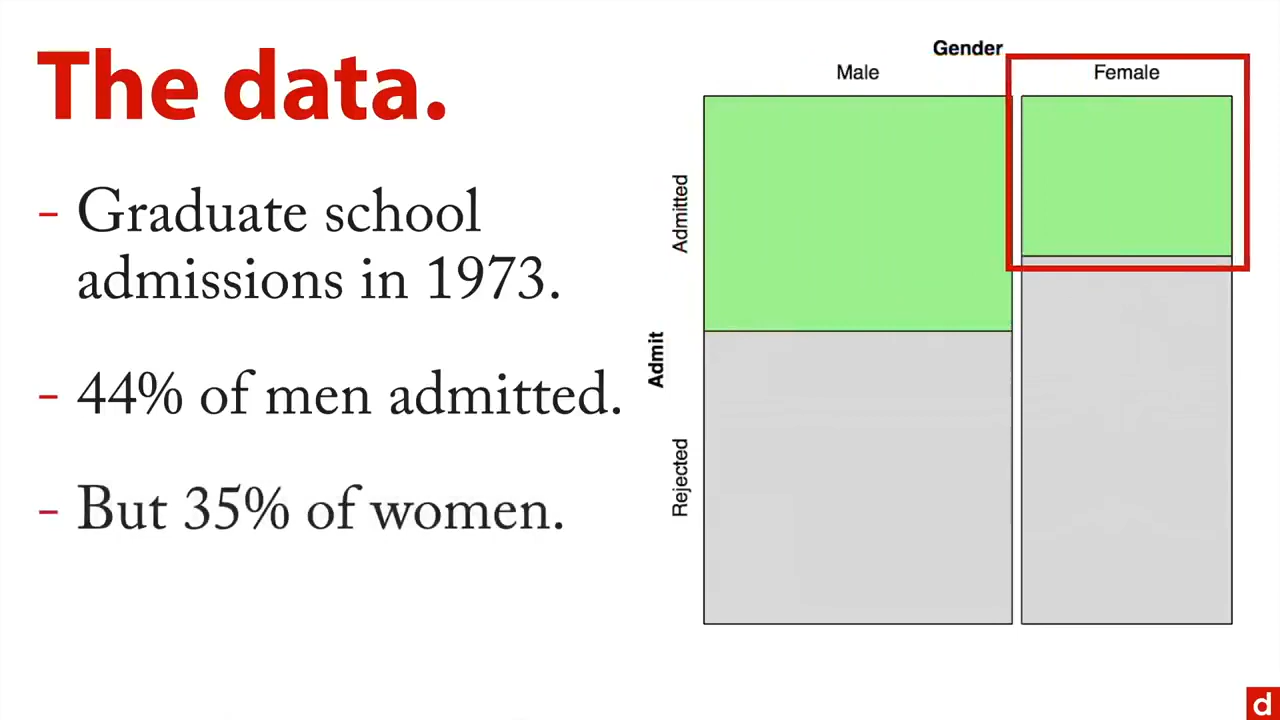 The data.
- Graduate school
admissions in 1973.
- 44% of men admitted.
- But 35% of women.
Gender
Male
Female
Admit
Admitted
Rejected
d